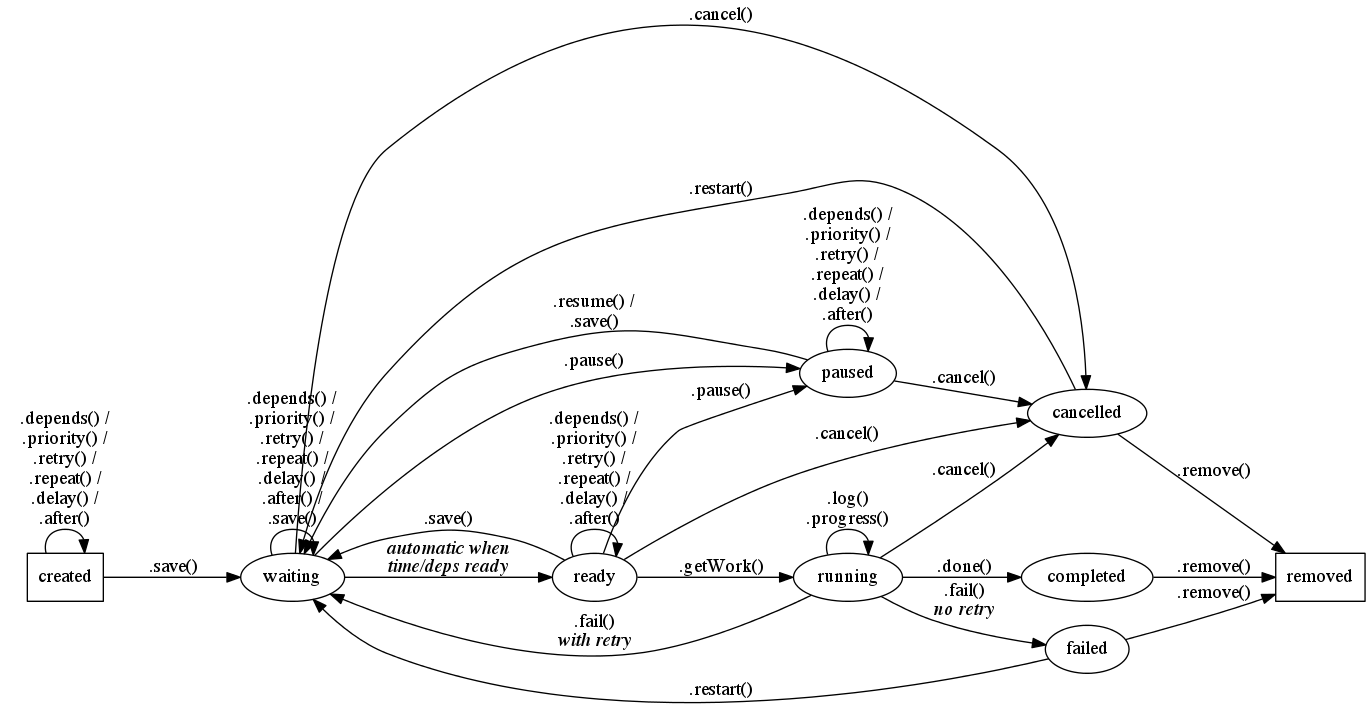 .cancel()
.restart()
.depends() /
.priority() /
.retry() /
.repeat() /
.delay() /
.after()
.resume() /
.save()
.pause()
paused
.pause()
.cancel()
cancelled
.depends() /
.priority() /
.retry() /
.repeat() /
.delay() /
.after()
.depends() /
.priority() /
.retry() /
.repeat() /
.delay() /
.after() /
.save()
.depends() /
.priority() /
.retry() /
.repeat() /
.delay() /
.after()
.cancel()
.cancel()
.remove()
.log()
.progress()
.save()
automatic when
time/deps ready
created
.save()
waiting
ready
.getWork()
running
.done()
completed
.remove()
removed
.fail()
no retry
.remove()
.fail()
with retry
failed
.restart()